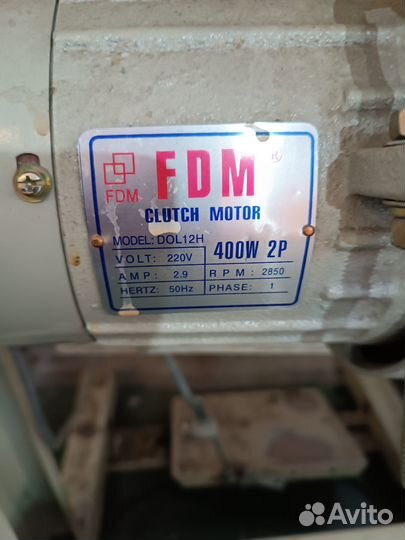 FDM
FDM ®
CLUTCH MOTOR
MODEL: DOL12H
400W 2P
VOLT: 220V
AMP: 2.9
RPM: 2850
HERTZ: 50Hz
PHASE: 1
Avito